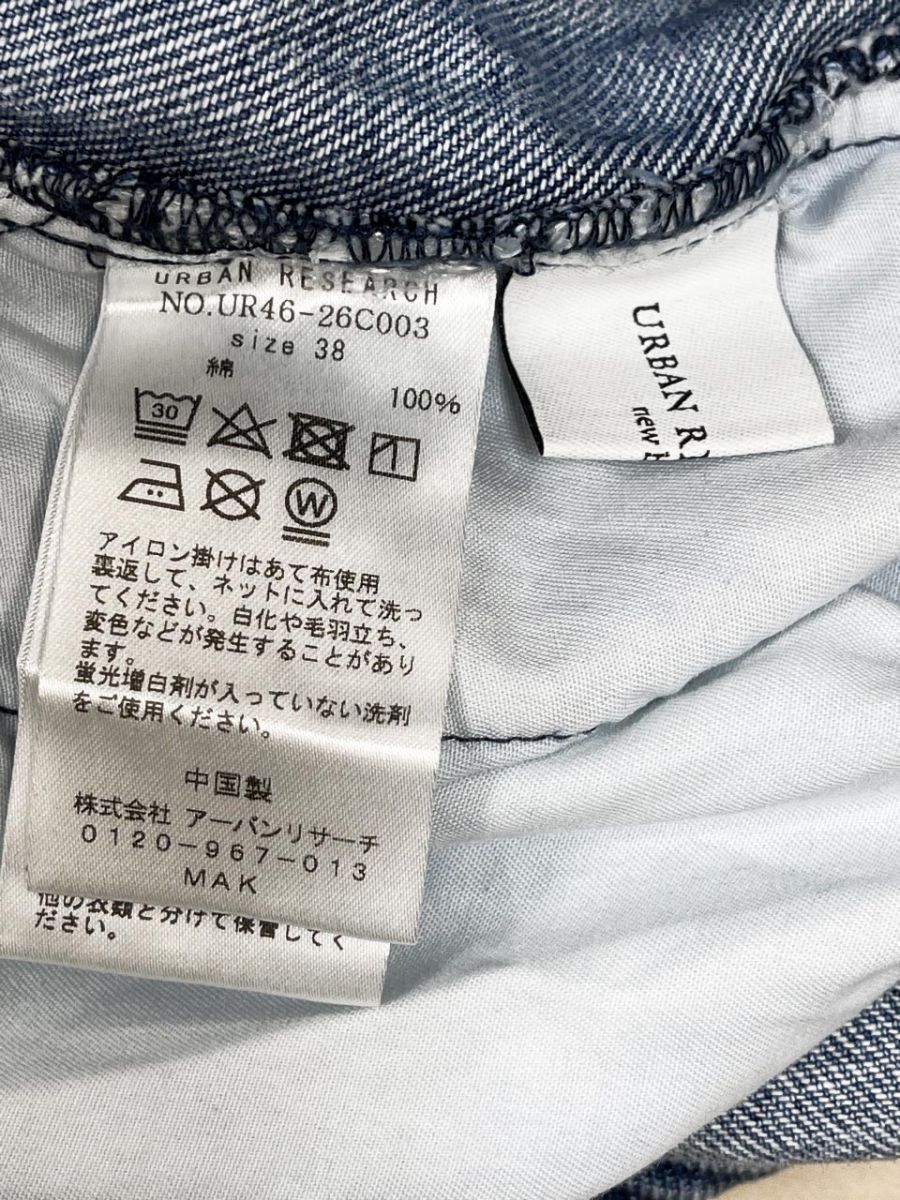 URBAN RESEARCH
NO.UR46-26C003
size 38
綿
100%
30
W
アイロン掛けはあて布使用
裏返して、ネットに入れて洗っ
てください。白化や毛羽立ち、
変色などが発生することがあり
ます。
蛍光増白剤が入っていない洗剤
をご使用ください。
中国製
株式会社 アーバンリサーチ
0120-967-013
MAK
他の衣類と分けて保管してく
ださい。
URBAN R
new